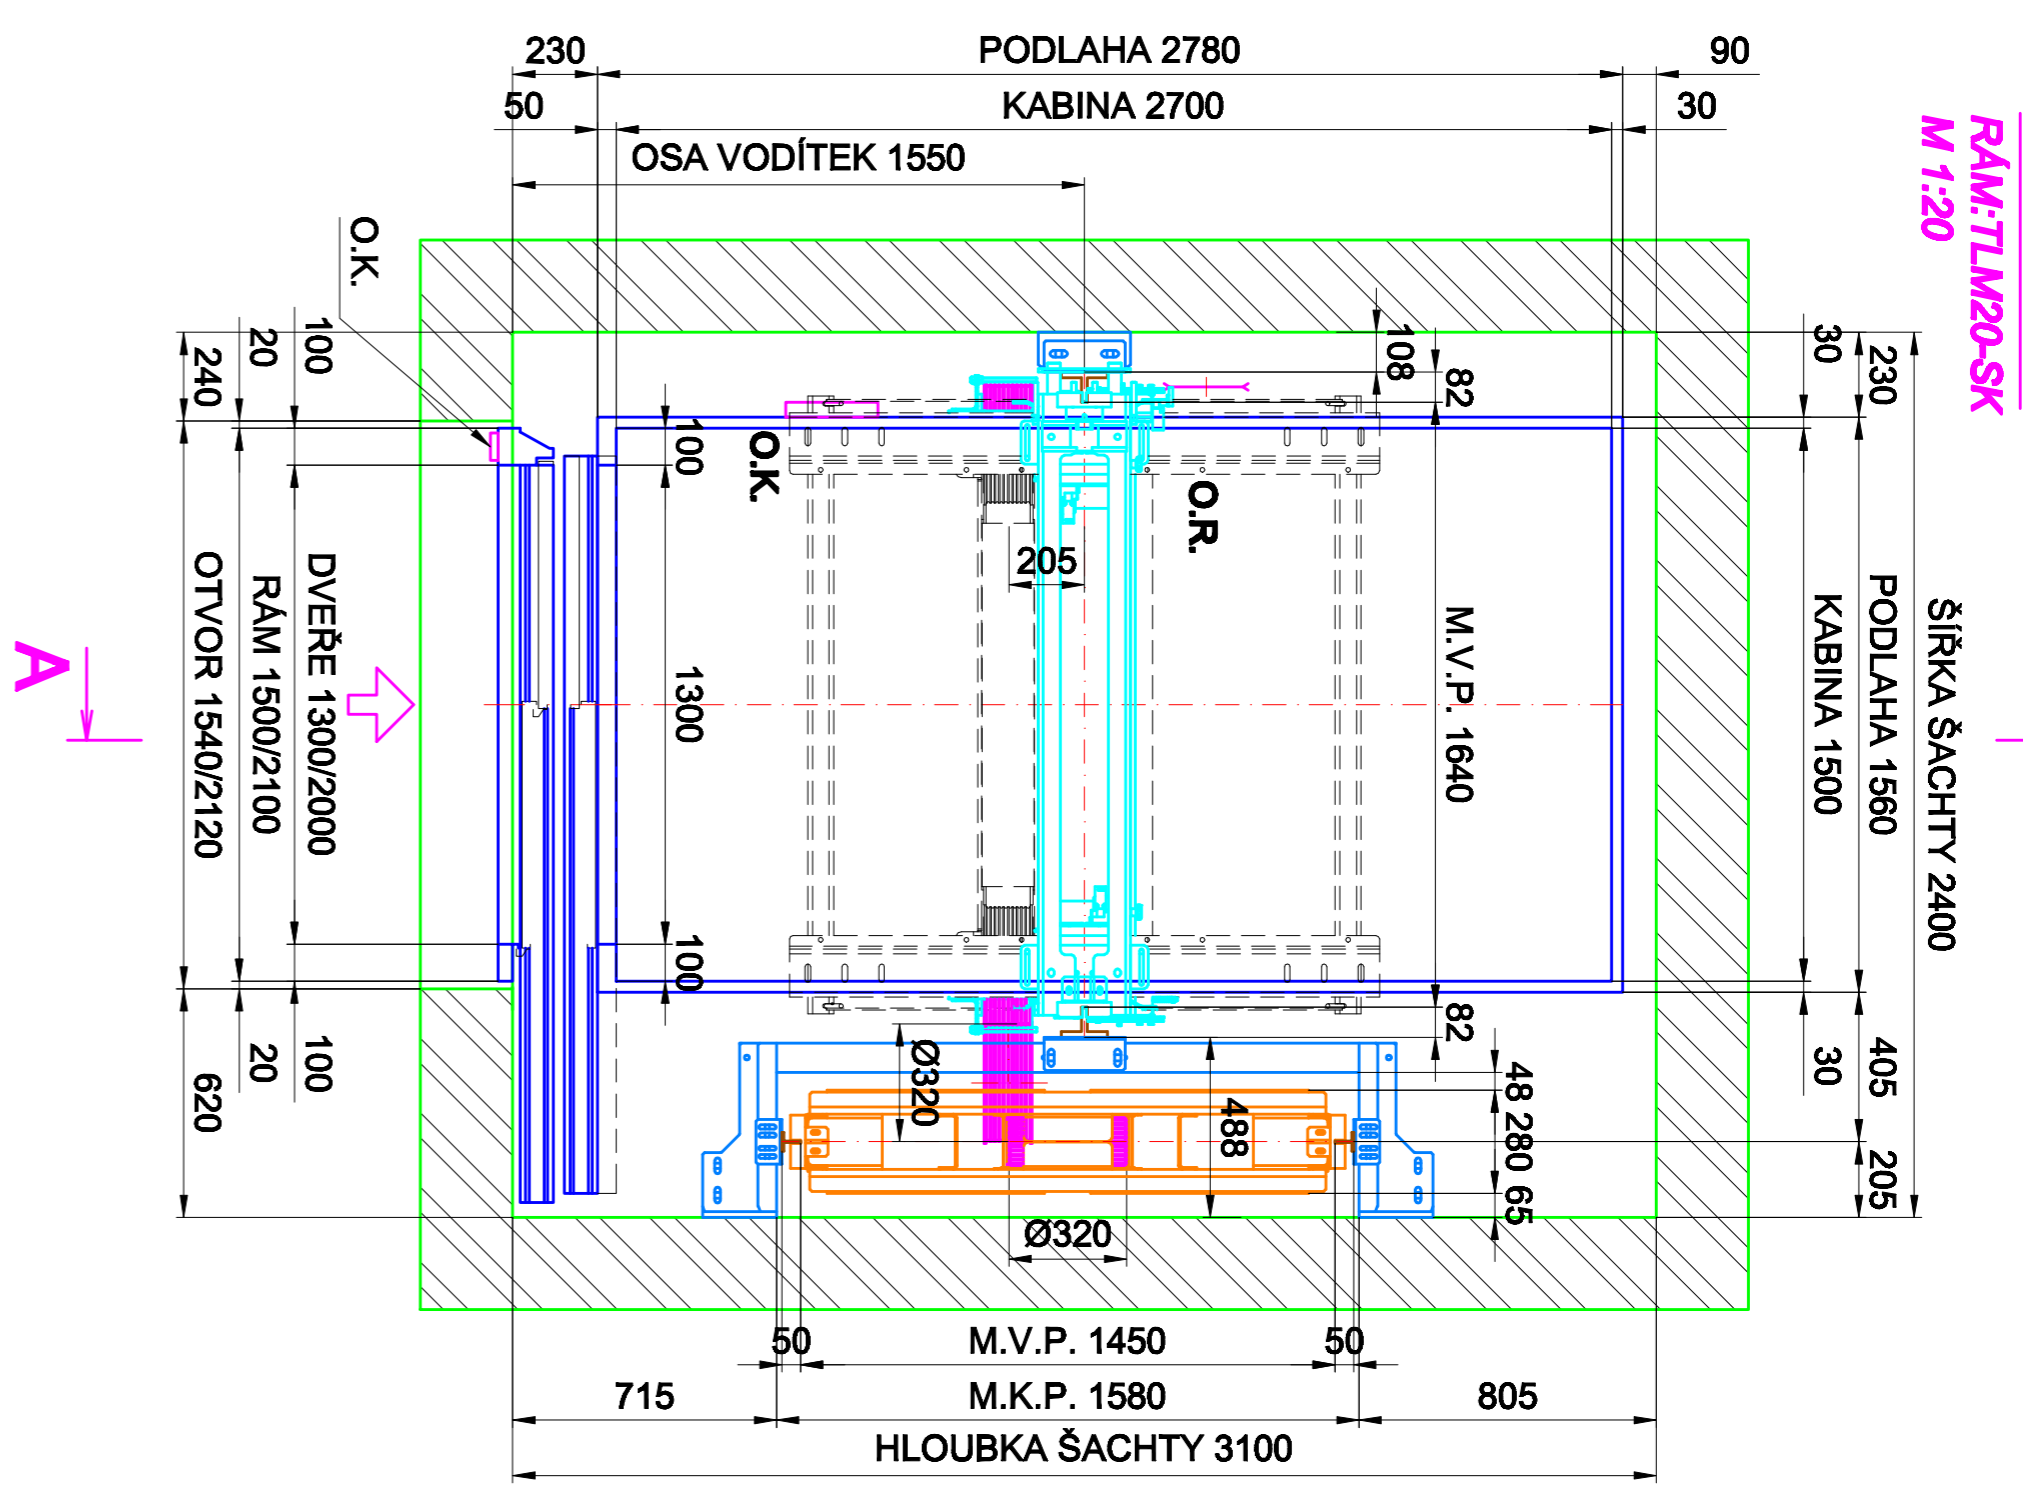 230
PODLAHA 2780
90
50
KABINA 2700
30
OSA VODÍTEK 1550
RÁM:TLM20-SK
M 1:20
O.K.
100
20
240
108
82
30
230
100
O.K.
O.R.
205
DVEŘE 1300/2000
RÁM 1500/2100
OTVOR 1540/2120
1300
M.V.P. 1640
KABINA 1500
PODLAHA 1560
ŠÍŘKA ŠACHTY 2400
A
100
82
100
20
620
Ø320
488
48
280
65
30
405
205
Ø320
50
M.V.P. 1450
50
715
M.K.P. 1580
805
HLOUBKA ŠACHTY 3100